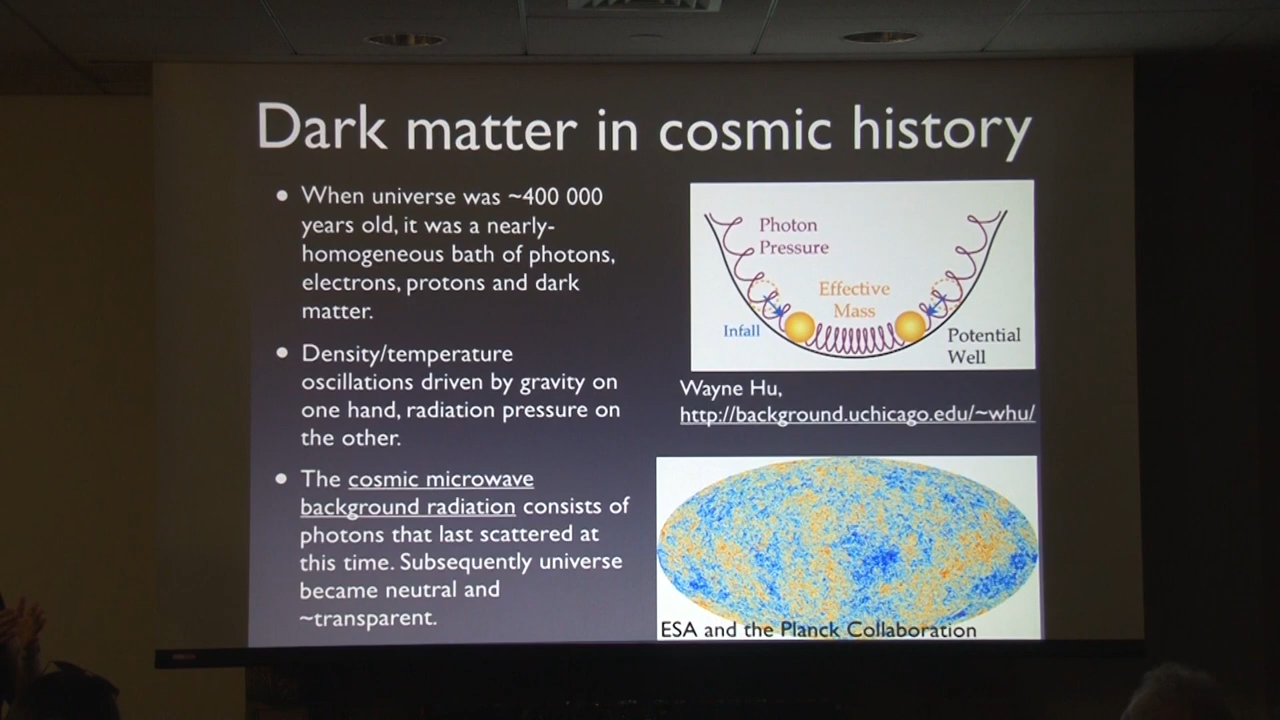 Dark matter in cosmic history
• When universe was ~400 000
years old, it was a nearly-
homogeneous bath of photons,
electrons, protons and dark
matter.
• Density/temperature
oscillations driven by gravity on
one hand, radiation pressure on
the other.
• The cosmic microwave
background radiation consists of
photons that last scattered at
this time. Subsequently universe
became neutral and
~transparent.
Photon
Pressure
Effective
Mass
Infall
Potential
Well
Wayne Hu,
http://background.uchicago.edu/~whu/
ESA and the Planck Collaboration